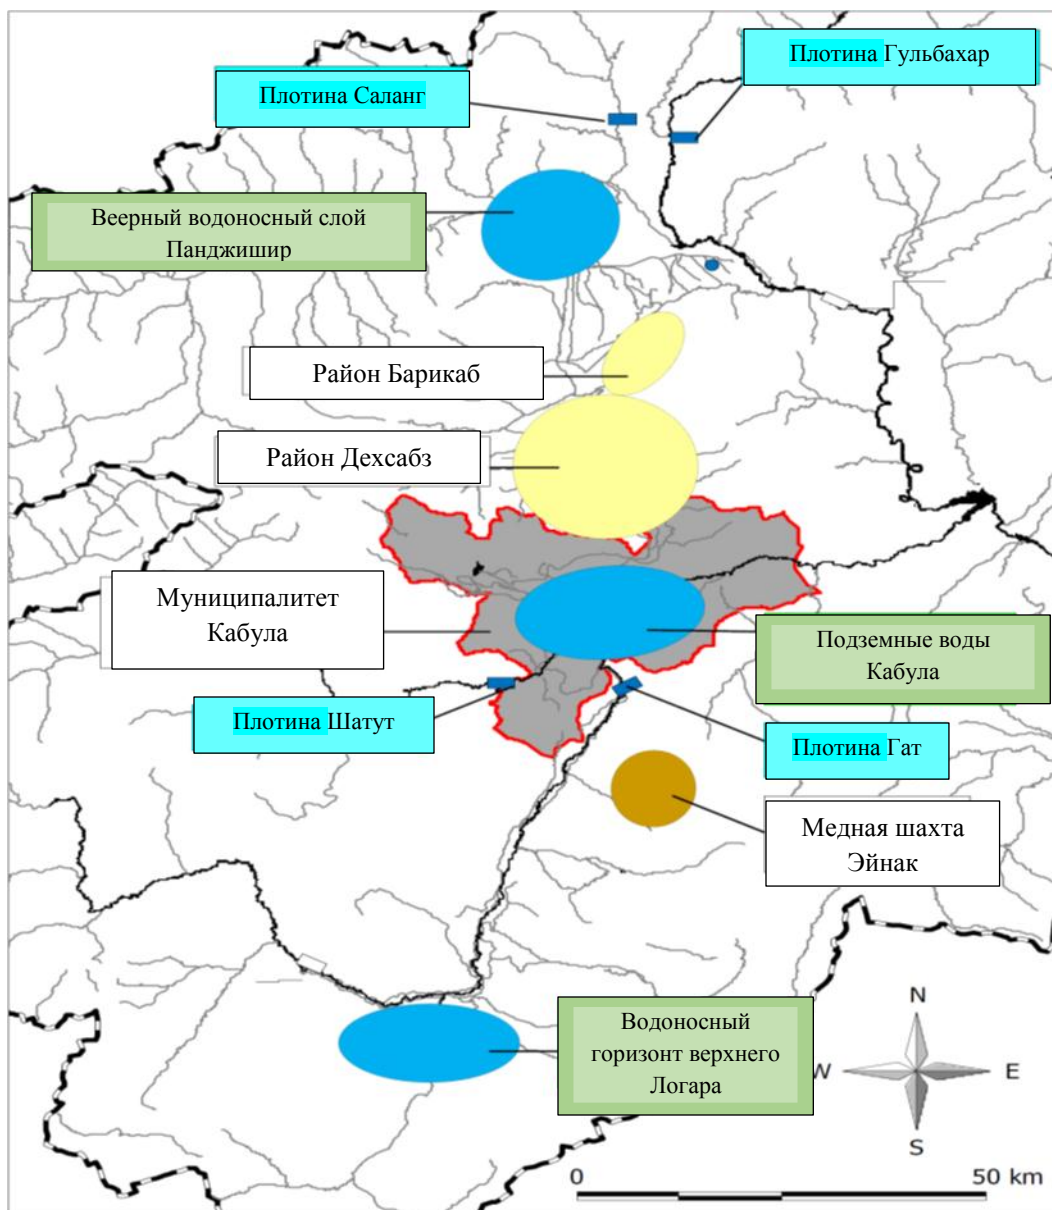 Плотина Гульбахар
Плотина Саланг
Веерный водоносный слой
Панджишир
Район Барикаб
Район Дехсабз
Муниципалитет
Кабула
Подземные воды
Кабула
Плотина Шатут
Плотина Гат
Медная шахта
Эйнак
Водоносный
горизонт верхнего
Логара
N
W
E
S
0
50 km